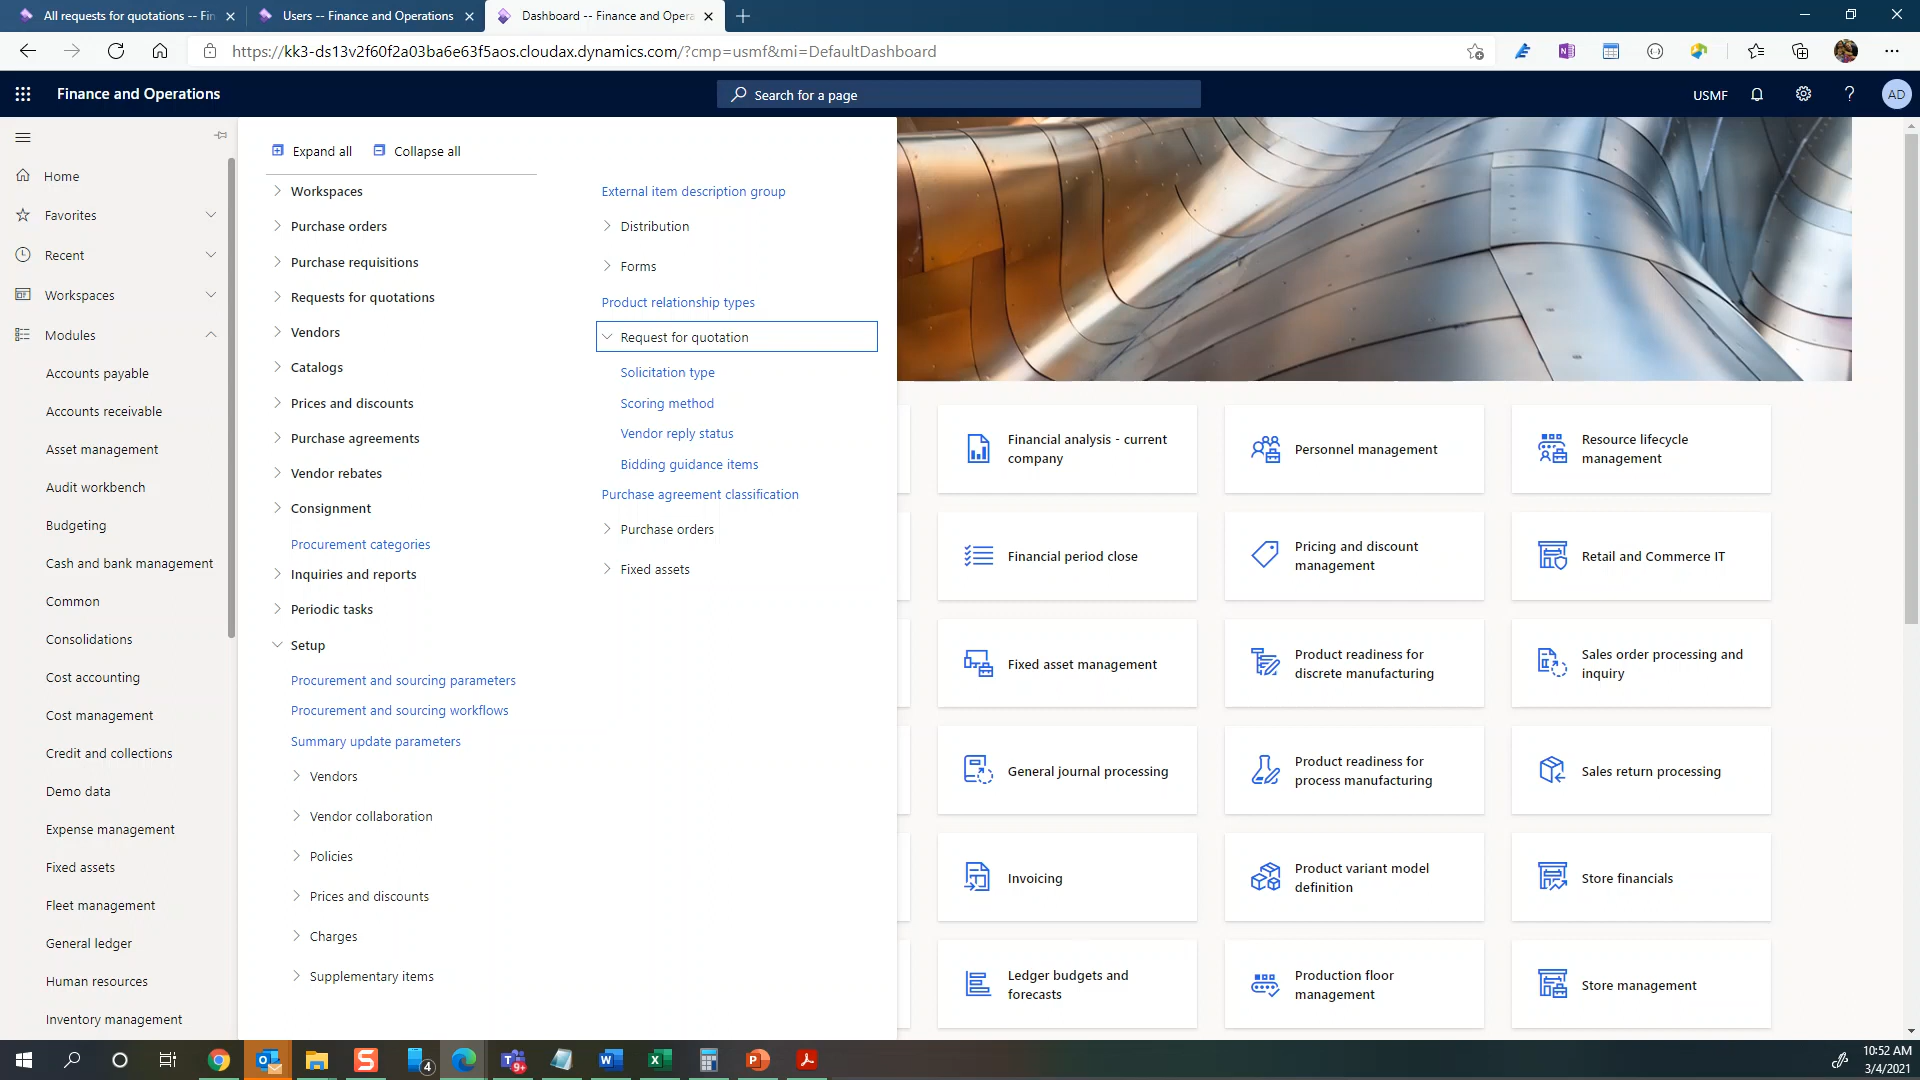 All requests for quotations -- Fin
Users -- Finance and Operations
Dashboard -- Finance and Opera
https://kk3-ds13v2f60f2a03ba6e63f5aos.cloudax.dynamics.com/?cmp=usmf&mi=DefaultDashboard
Finance and Operations
Search for a page
USMF
?
AD
Home
Favorites
Recent
Workspaces
Modules
Accounts payable
Accounts receivable
Asset management
Audit workbench
Budgeting
Cash and bank management
Common
Consolidations
Cost accounting
Cost management
Credit and collections
Demo data
Expense management
Fixed assets
Fleet management
General ledger
Human resources
Inventory management
Expand all
Collapse all
Workspaces
Purchase orders
Purchase requisitions
Requests for quotations
Vendors
Catalogs
Prices and discounts
Purchase agreements
Vendor rebates
Consignment
Procurement categories
Inquiries and reports
Periodic tasks
Setup
Procurement and sourcing parameters
Procurement and sourcing workflows
Summary update parameters
Vendors
Vendor collaboration
Policies
Prices and discounts
Charges
Supplementary items
External item description group
Distribution
Forms
Product relationship types
Request for quotation
Solicitation type
Scoring method
Vendor reply status
Bidding guidance items
Purchase agreement classification
Purchase orders
Fixed assets
Financial analysis - current
company
Personnel management
Resource lifecycle
management
Financial period close
Pricing and discount
management
Retail and Commerce IT
Fixed asset management
Product readiness for
discrete manufacturing
Sales order processing and
inquiry
General journal processing
Product readiness for
process manufacturing
Sales return processing
Invoicing
Product variant model
definition
Store financials
Ledger budgets and
forecasts
Production floor
management
Store management
4
9+
10:52 AM
3/4/2021